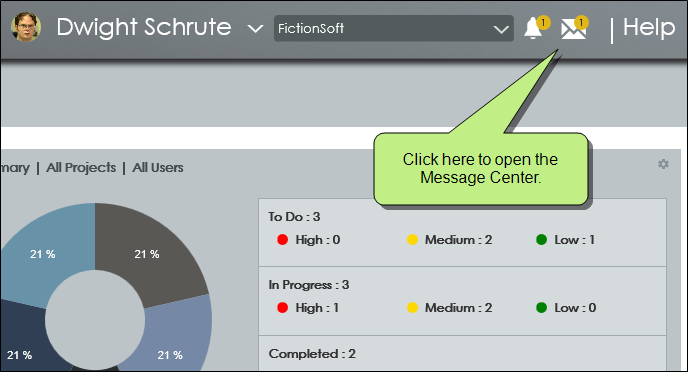 Dwight Schrute FictionSoft 1 1 | Help
Click here to open the
Message Center.
mary | All Projects | All Users
To Do : 3
High : 0 Medium : 2 Low : 1
In Progress : 3
High : 1 Medium : 2 Low : 0
Completed : 2
21 % 21 %
21 % 21 %